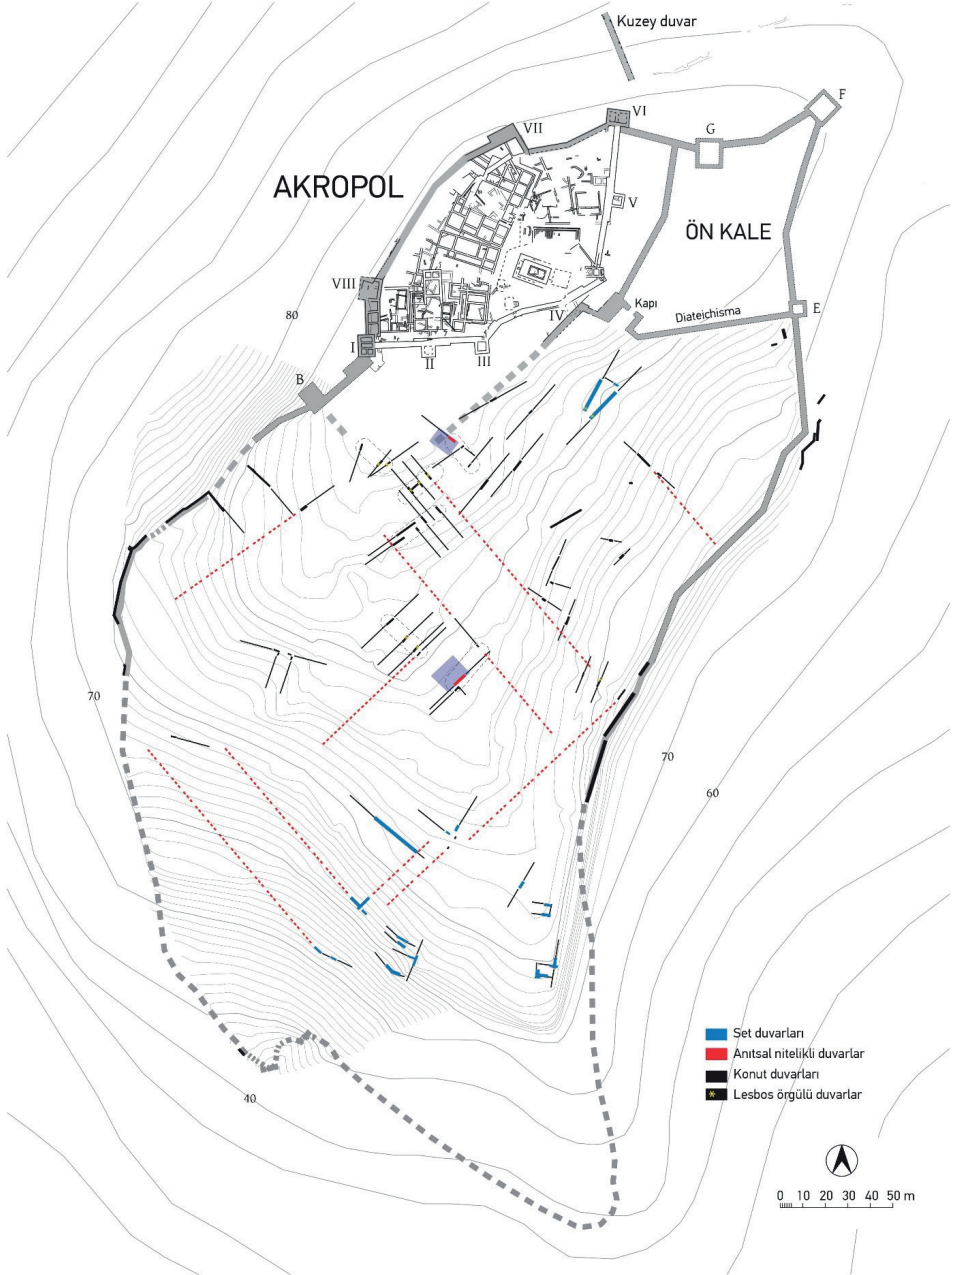 Kuzey duvar
F
VI
VII
G
AKROPOL
V
ÖN KALE
VIII
Kapı
E
IV
Diateichisma
80
I
II
III
B
70
70
60
Set duvarları
Anıtsal nitelikli duvarlar
Konut duvarları
* Lesbos örgülü duvarlar
40
0 10 20 30 40 50 m